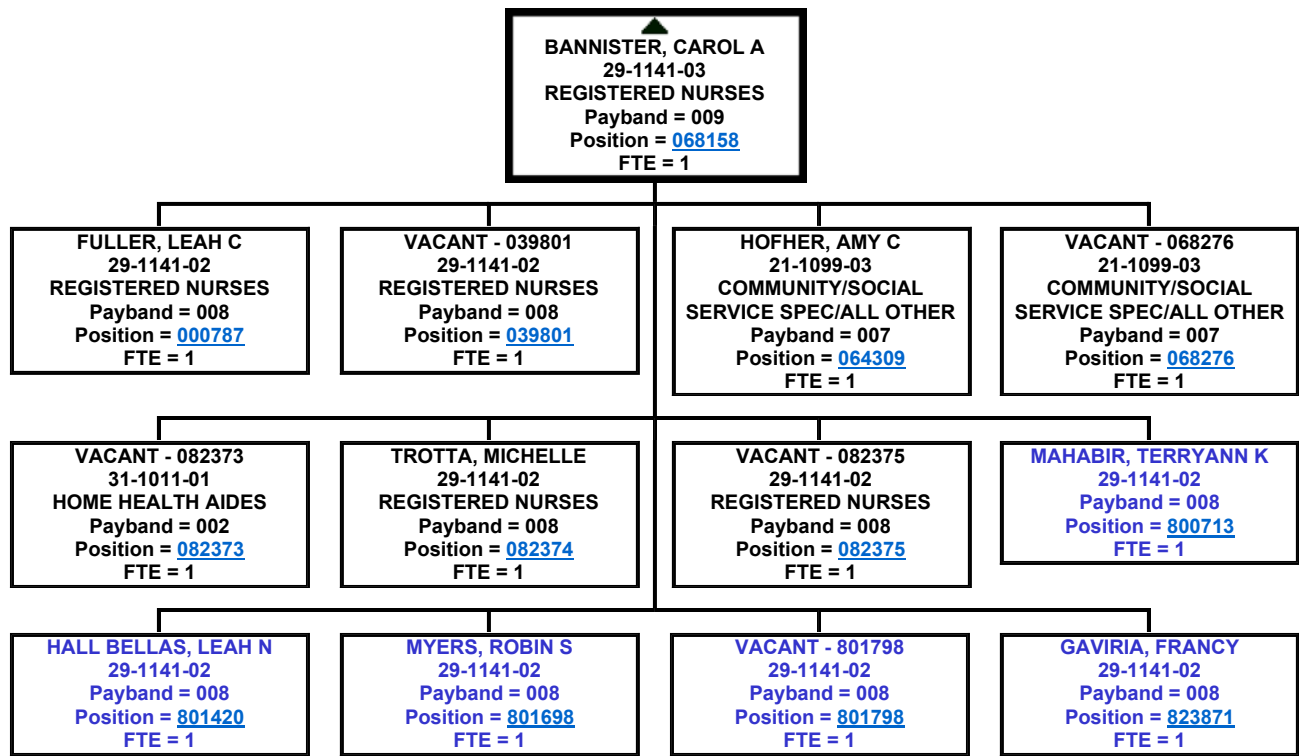 BANNISTER, CAROL A
29-1141-03
REGISTERED NURSES
Payband = 009
Position = 068158
FTE = 1
FULLER, LEAH C
29-1141-02
REGISTERED NURSES
Payband = 008
Position = 000787
FTE = 1
VACANT - 039801
29-1141-02
REGISTERED NURSES
Payband = 008
Position = 039801
FTE = 1
HOFHER, AMY C
21-1099-03
COMMUNITY/SOCIAL
SERVICE SPEC/ALL OTHER
Payband = 007
Position = 064309
FTE = 1
VACANT - 068276
21-1099-03
COMMUNITY/SOCIAL
SERVICE SPEC/ALL OTHER
Payband = 007
Position = 068276
FTE = 1
VACANT - 082373
31-1011-01
HOME HEALTH AIDES
Payband = 002
Position = 082373
FTE = 1
TROTTA, MICHELLE
29-1141-02
REGISTERED NURSES
Payband = 008
Position = 082374
FTE = 1
VACANT - 082375
29-1141-02
REGISTERED NURSES
Payband = 008
Position = 082375
FTE = 1
MAHABIR, TERRYANN K
29-1141-02
Payband = 008
Position = 800713
FTE = 1
HALL BELLAS, LEAH N
29-1141-02
Payband = 008
Position = 801420
FTE = 1
MYERS, ROBIN S
29-1141-02
Payband = 008
Position = 801698
FTE = 1
VACANT - 801798
29-1141-02
Payband = 008
Position = 801798
FTE = 1
GAVIRIA, FRANCY
29-1141-02
Payband = 008
Position = 823871
FTE = 1